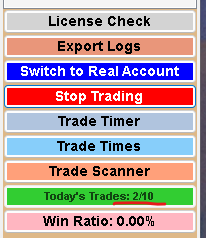 License Check
Export Logs
Switch to Real Account
Stop Trading
Trade Timer
Trade Times
Trade Scanner
Today's Trades: 2/10
Win Ratio: 0.00%